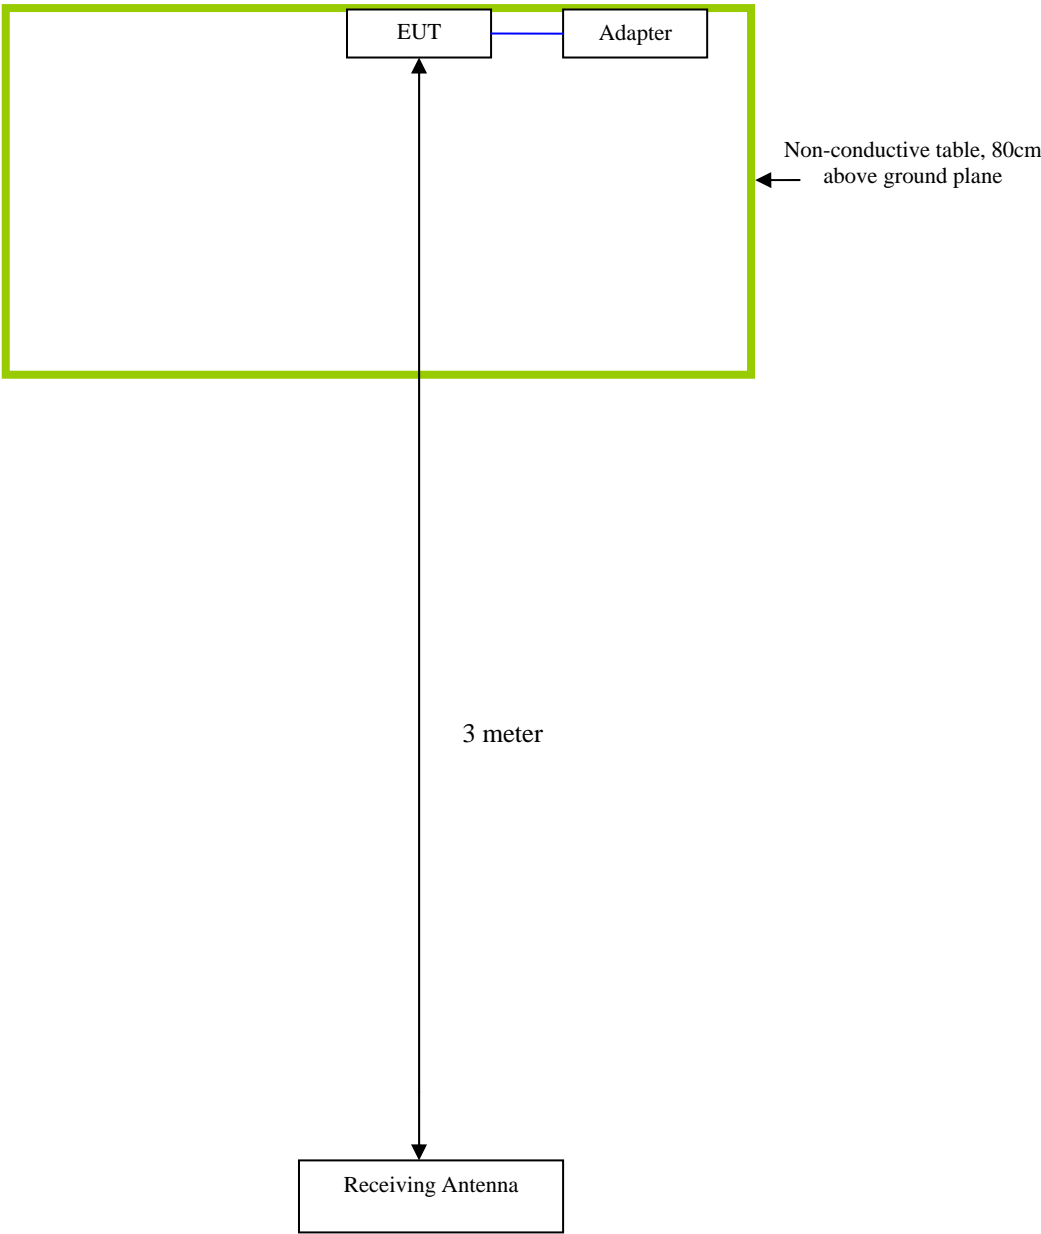 EUT
Adapter
Non-conductive table, 80cm
above ground plane
3 meter
Receiving Antenna